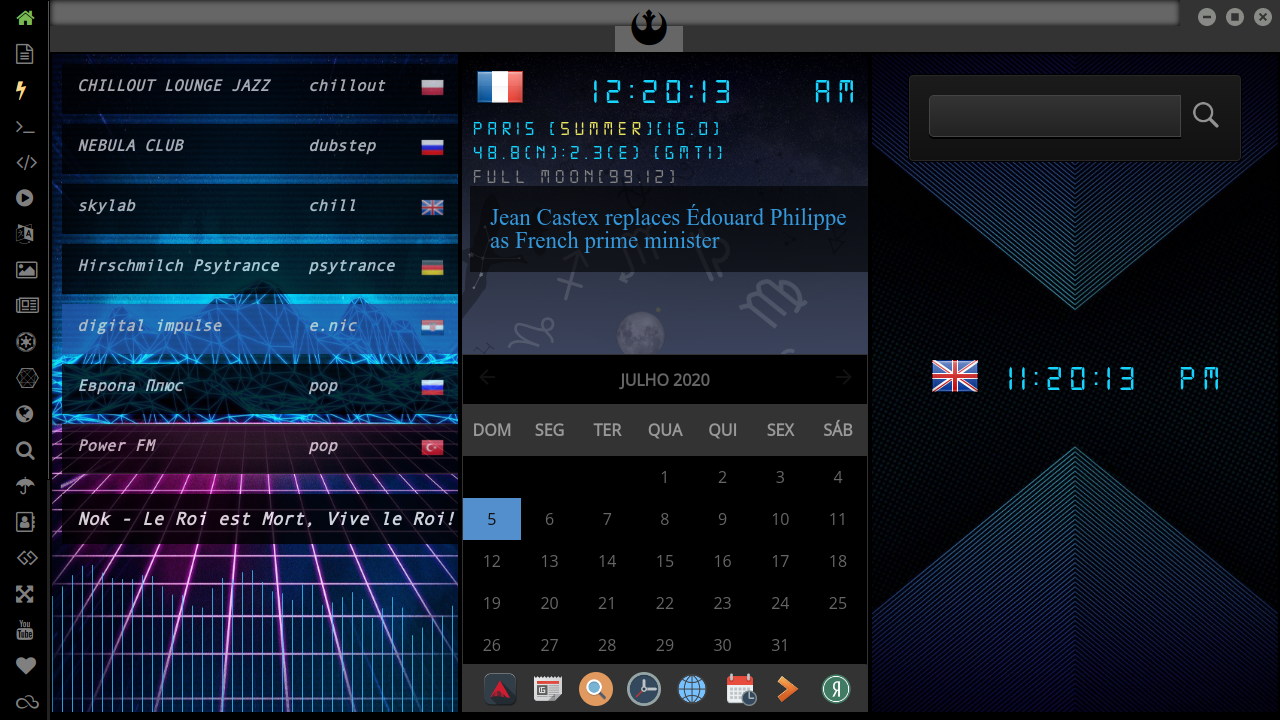 CHILLOUT LOUNGE JAZZ chillout
NEBULA CLUB dubstep
skylab chill
Hirschmilch Psytrance psytrance
digital impulse e.nic
Европа Плюс pop
Power FM pop
Nok - Le Roi est Mort, Vive le Roi!
12:20:13 AM
PARIS [SUMMER][16.0]
48.8(N):2.3(E) [GMT1]
FULL MOON[99.12]
Jean Castex replaces Édouard Philippe
as French prime minister
JULHO 2020
DOM SEG TER QUA QUI SEX SÁB
1 2 3 4
5 6 7 8 9 10 11
12 13 14 15 16 17 18
19 20 21 22 23 24 25
26 27 28 29 30 31
11:20:13 PM
You
Tube
Я